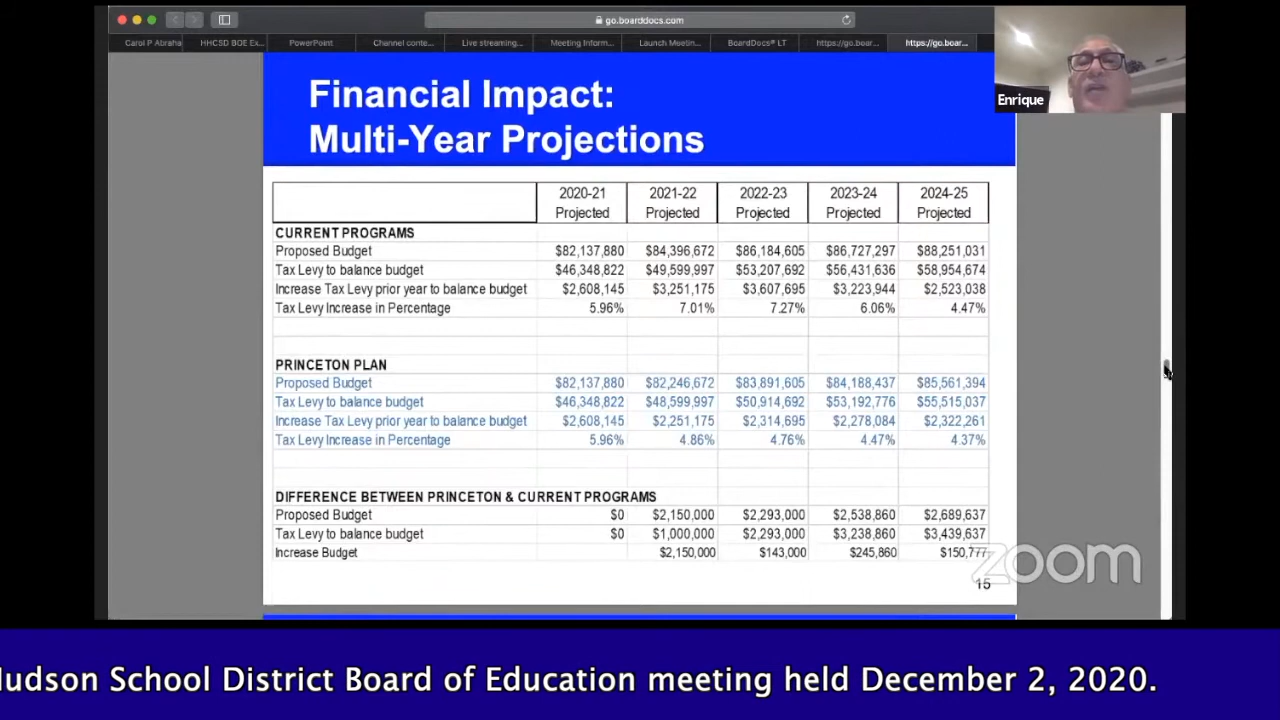 go.boarddocs.com
Carol P Abraha HHCSD BOE Ex... PowerPoint Channel conte... Live streaming... Meeting Inform... Launch Meetin... BoardDocs® LT https://go.boar... https://go.boar...
Enrique
Financial Impact:
Multi-Year Projections
2020-21 2021-22 2022-23 2023-24 2024-25
Projected Projected Projected Projected Projected
CURRENT PROGRAMS
Proposed Budget $82,137,880 $84,396,672 $86,184,605 $86,727,297 $88,251,031
Tax Levy to balance budget $46,348,822 $49,599,997 $53,207,692 $56,431,636 $58,954,674
Increase Tax Levy prior year to balance budget $2,608,145 $3,251,175 $3,607,695 $3,223,944 $2,523,038
Tax Levy Increase in Percentage 5.96% 7.01% 7.27% 6.06% 4.47%
PRINCETON PLAN
Proposed Budget $82,137,880 $82,246,672 $83,891,605 $84,188,437 $85,561,394
Tax Levy to balance budget $46,348,822 $48,599,997 $50,914,692 $53,192,776 $55,515,037
Increase Tax Levy prior year to balance budget $2,608,145 $2,251,175 $2,314,695 $2,278,084 $2,322,261
Tax Levy Increase in Percentage 5.96% 4.86% 4.76% 4.47% 4.37%
DIFFERENCE BETWEEN PRINCETON & CURRENT PROGRAMS
Proposed Budget $0 $2,150,000 $2,293,000 $2,538,860 $2,689,637
Tax Levy to balance budget $0 $1,000,000 $2,293,000 $3,238,860 $3,439,637
Increase Budget $2,150,000 $143,000 $245,860 $150,777
zoom
15
Hudson School District Board of Education meeting held December 2, 2020.